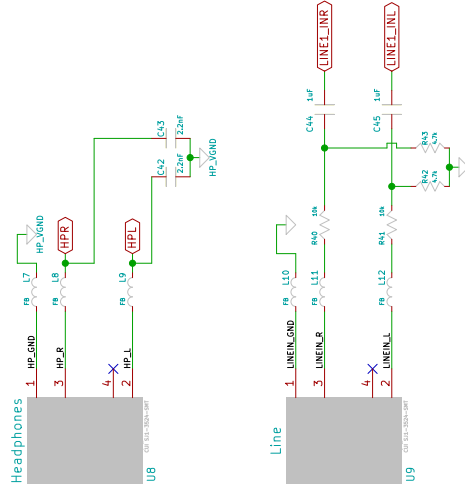 LINE1_INR
LINE1_INL
1uF
C44
1uF
C45
C43
2.2nF
C42
2.2nF
HP_VGND
R43
4.7k
R42
4.7k
HP_VGND
HPR
HPL
10k
R40
10k
R41
L7
FB
L8
FB
L9
FB
L10
FB
L11
FB
L12
FB
HP_GND
HP_R
HP_L
LINEIN_GND
LINEIN_R
LINEIN_L
1
3
4
2
1
3
4
2
Headphones
CUI SJ1-3524-SMT
U8
Line
CUI SJ1-3524-SMT
U9